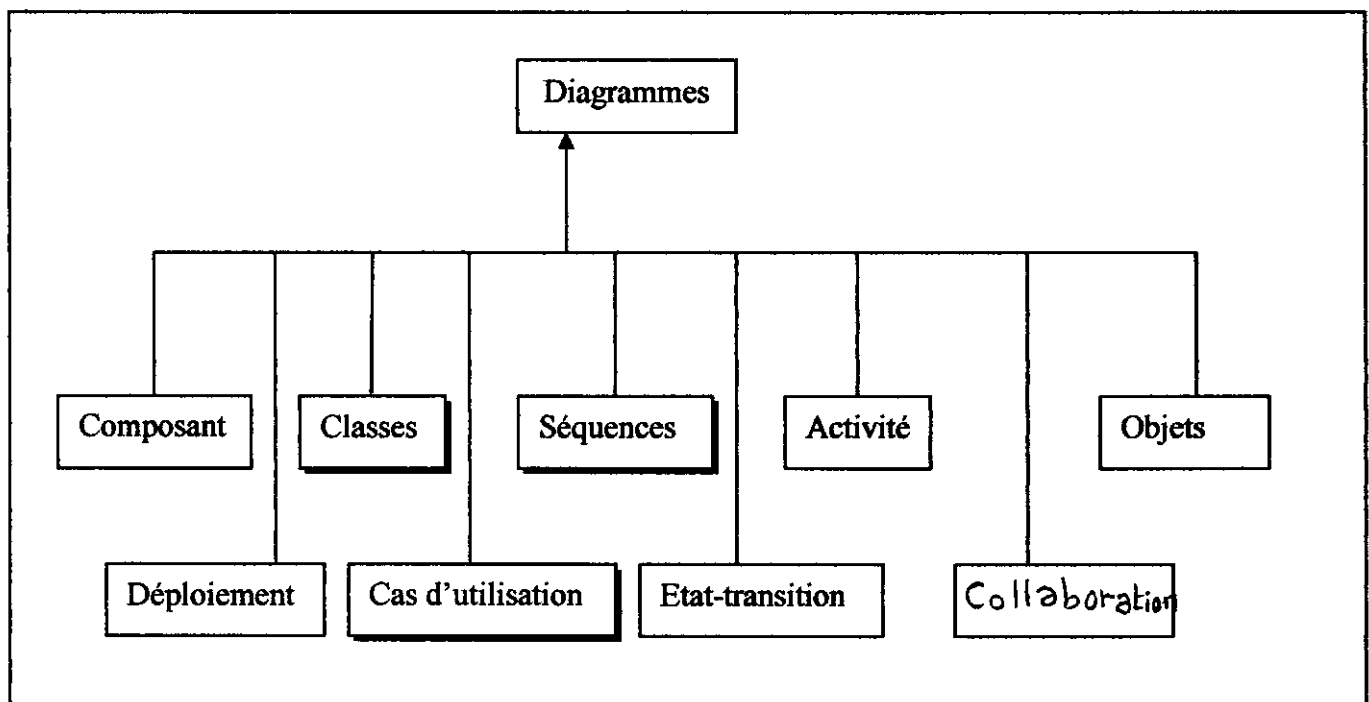 Diagrammes
Composant
Classes
Séquences
Activité
Objets
Déploiement
Cas d'utilisation
Etat-transition
Collaboration